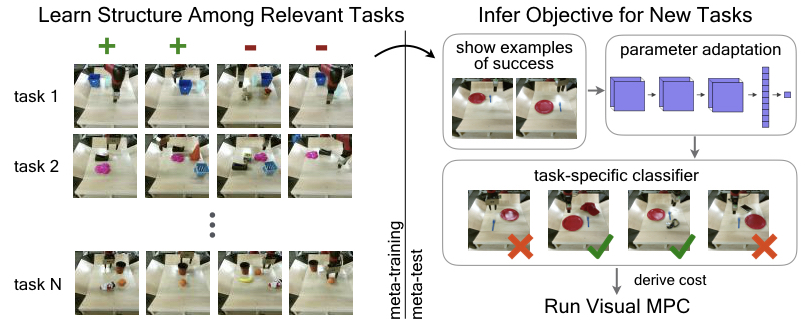 Learn Structure Among Relevant Tasks
+ + - -
task 1
task 2
task N
meta-training
meta-test
Infer Objective for New Tasks
show examples
of success
parameter adaptation
task-specific classifier
derive cost
Run Visual MPC